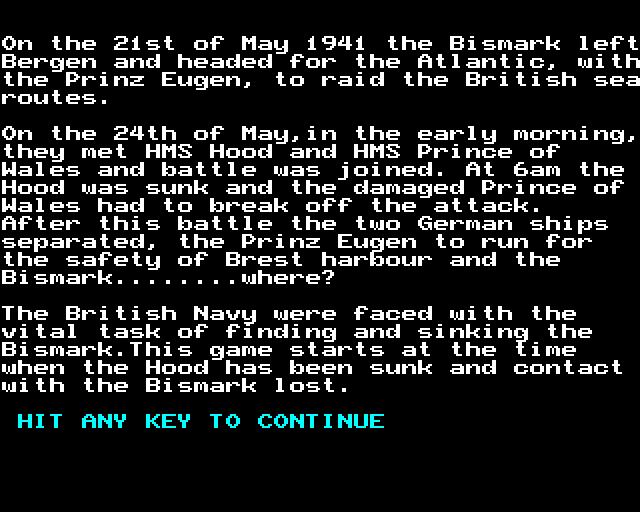 On the 21st of May 1941 the Bismark left
Bergen and headed for the Atlantic, with
the Prinz Eugen, to raid the British sea
routes.
On the 24th of May,in the early morning,
they met HMS Hood and HMS Prince of
Wales and battle was joined. At 6am the
Hood was sunk and the damaged Prince of
Wales had to break off the attack.
After this battle the two German ships
separated, the Prinz Eugen to run for
the safety of Brest harbour and the
Bismark........where?
The British Navy were faced with the
vital task of finding and sinking the
Bismark.This game starts at the time
when the Hood has been sunk and contact
with the Bismark lost.
HIT ANY KEY TO CONTINUE